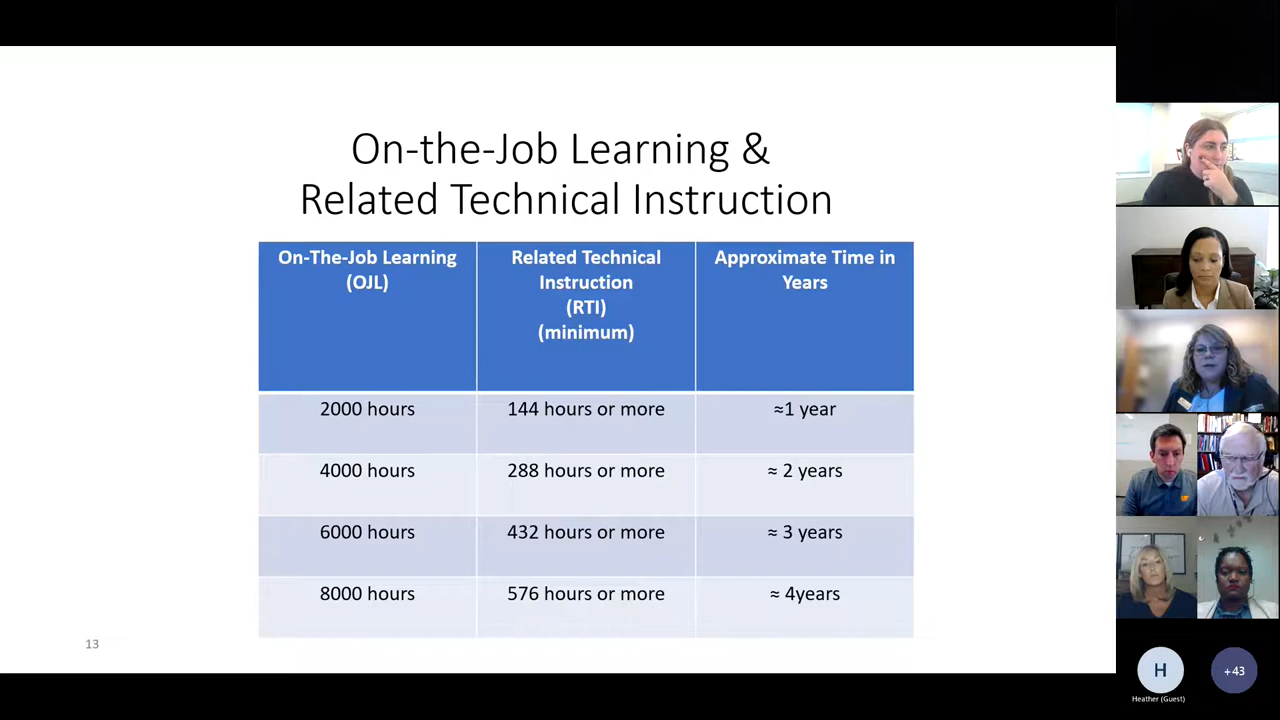 On-the-Job Learning &
Related Technical Instruction
On-The-Job Learning
(OJL)
Related Technical
Instruction
(RTI)
(minimum)
Approximate Time in
Years
2000 hours
144 hours or more
≈1 year
4000 hours
288 hours or more
≈ 2 years
6000 hours
432 hours or more
≈ 3 years
8000 hours
576 hours or more
≈ 4years
13
H
Heather (Guest)
+43